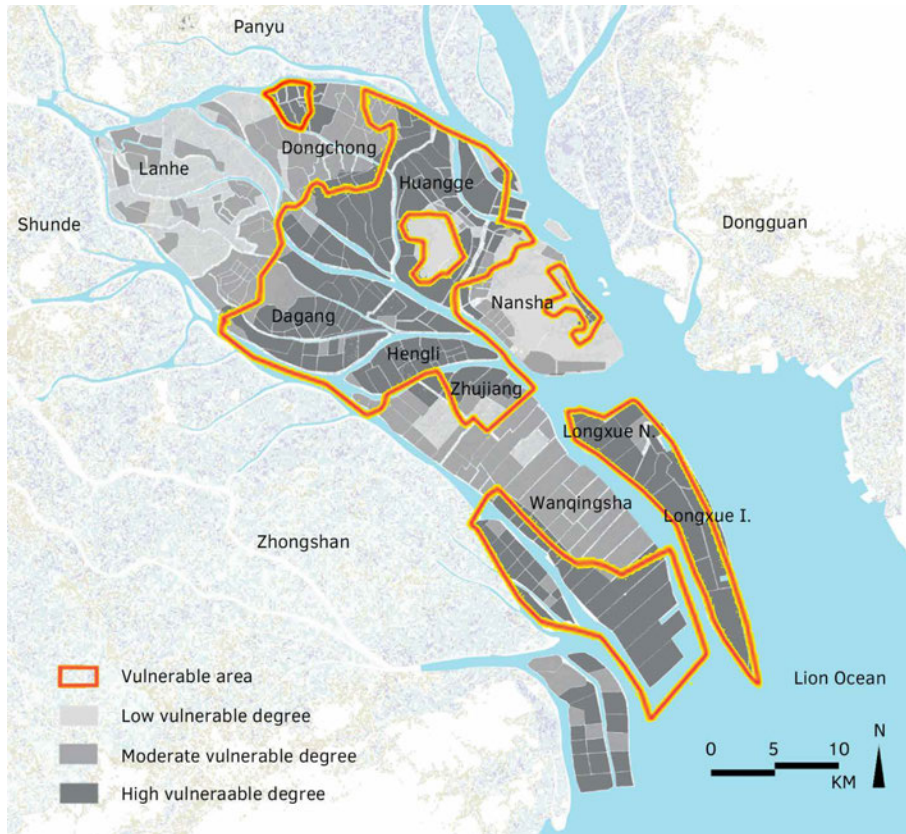 Panyu
Dongchong
Lanhe
Huangge
Shunde
Dongguan
Nansha
Dagang
Hengli
Zhujiang
Longxue N.
Wanqingsha
Longxue I.
Zhongshan
Vulnerable area
Lion Ocean
Low vulnerable degree
Moderate vulnerable degree
High vulneraable degree
0 5 10
KM
N